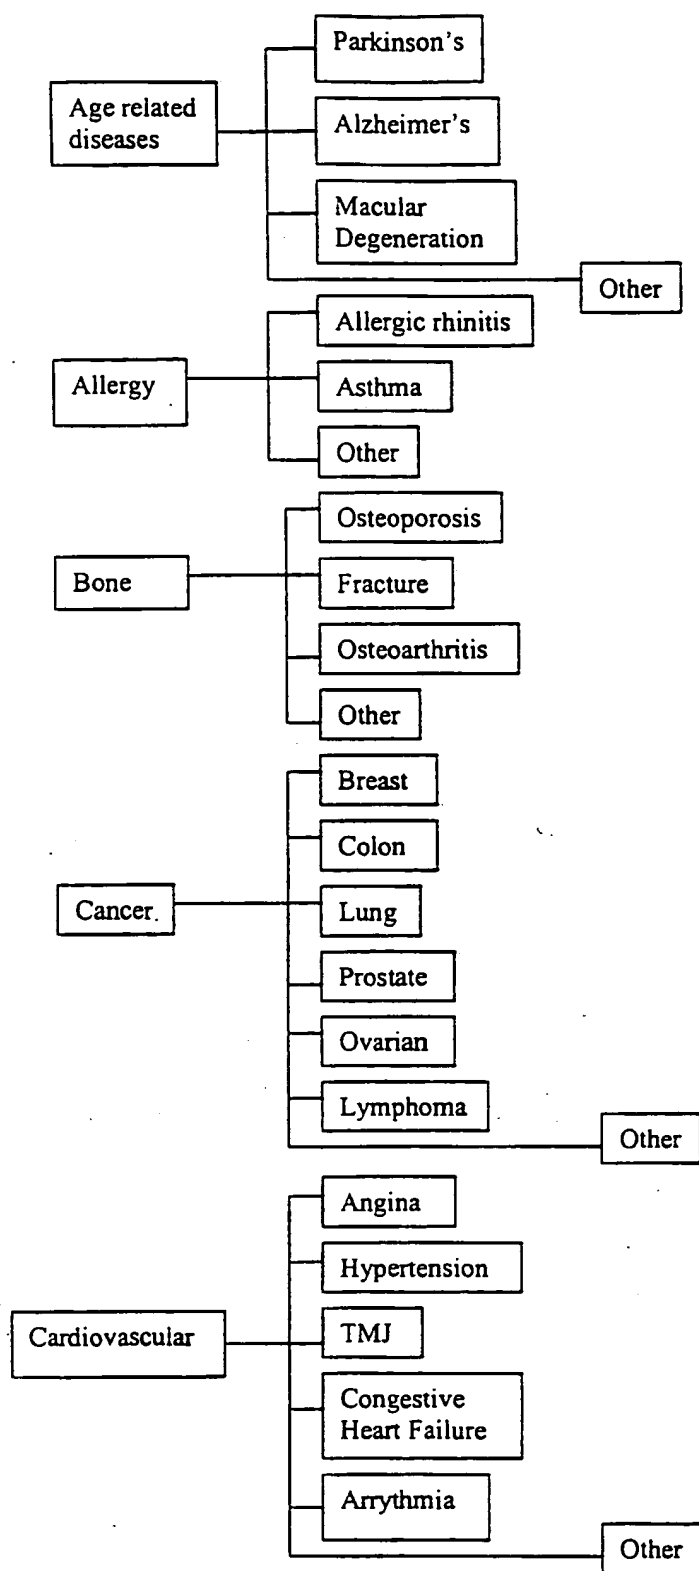 Parkinson's
Age related
diseases
Alzheimer's
Macular
Degeneration
Other
Allergic rhinitis
Allergy
Asthma
Other
Osteoporosis
Bone
Fracture
Osteoarthritis
Other
Breast
Colon
Cancer.
Lung
Prostate
Ovarian
Lymphoma
Other
Angina
Hypertension
Cardiovascular
TMJ
Congestive
Heart Failure
Arrythmia
Other